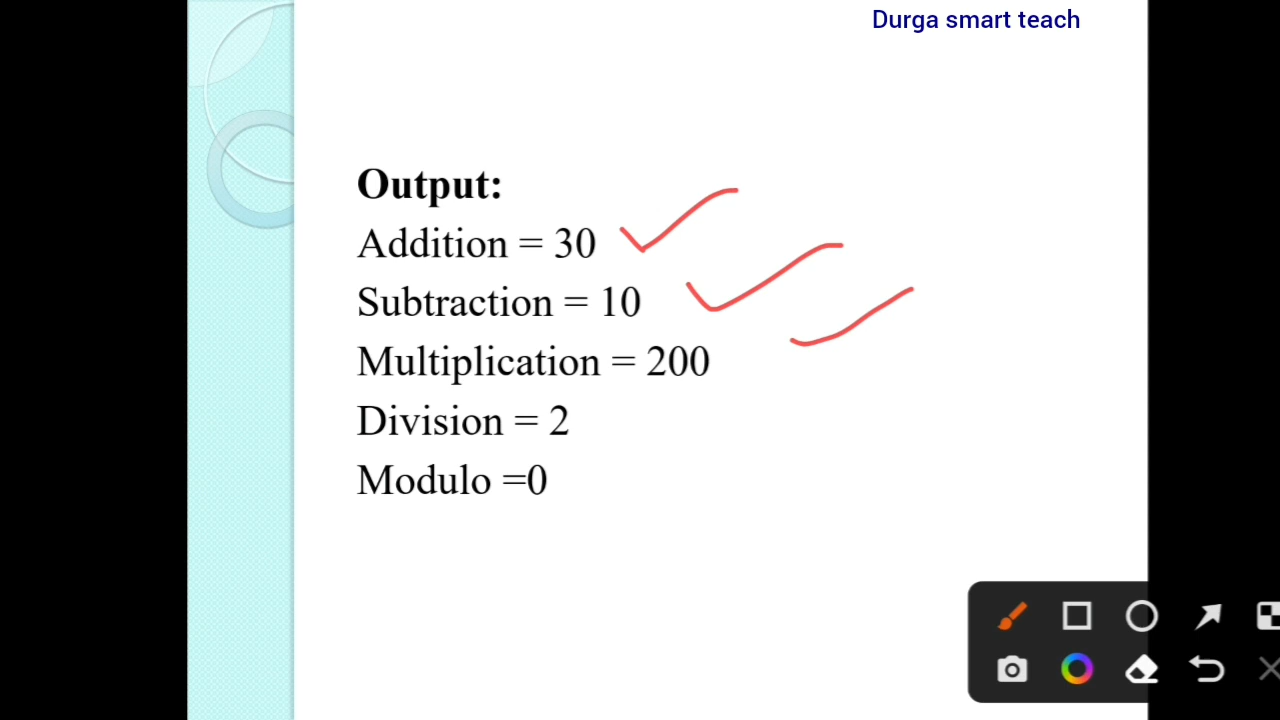 Durga smart teach
Output:
Addition = 30
Subtraction = 10
Multiplication = 200
Division = 2
Modulo =0